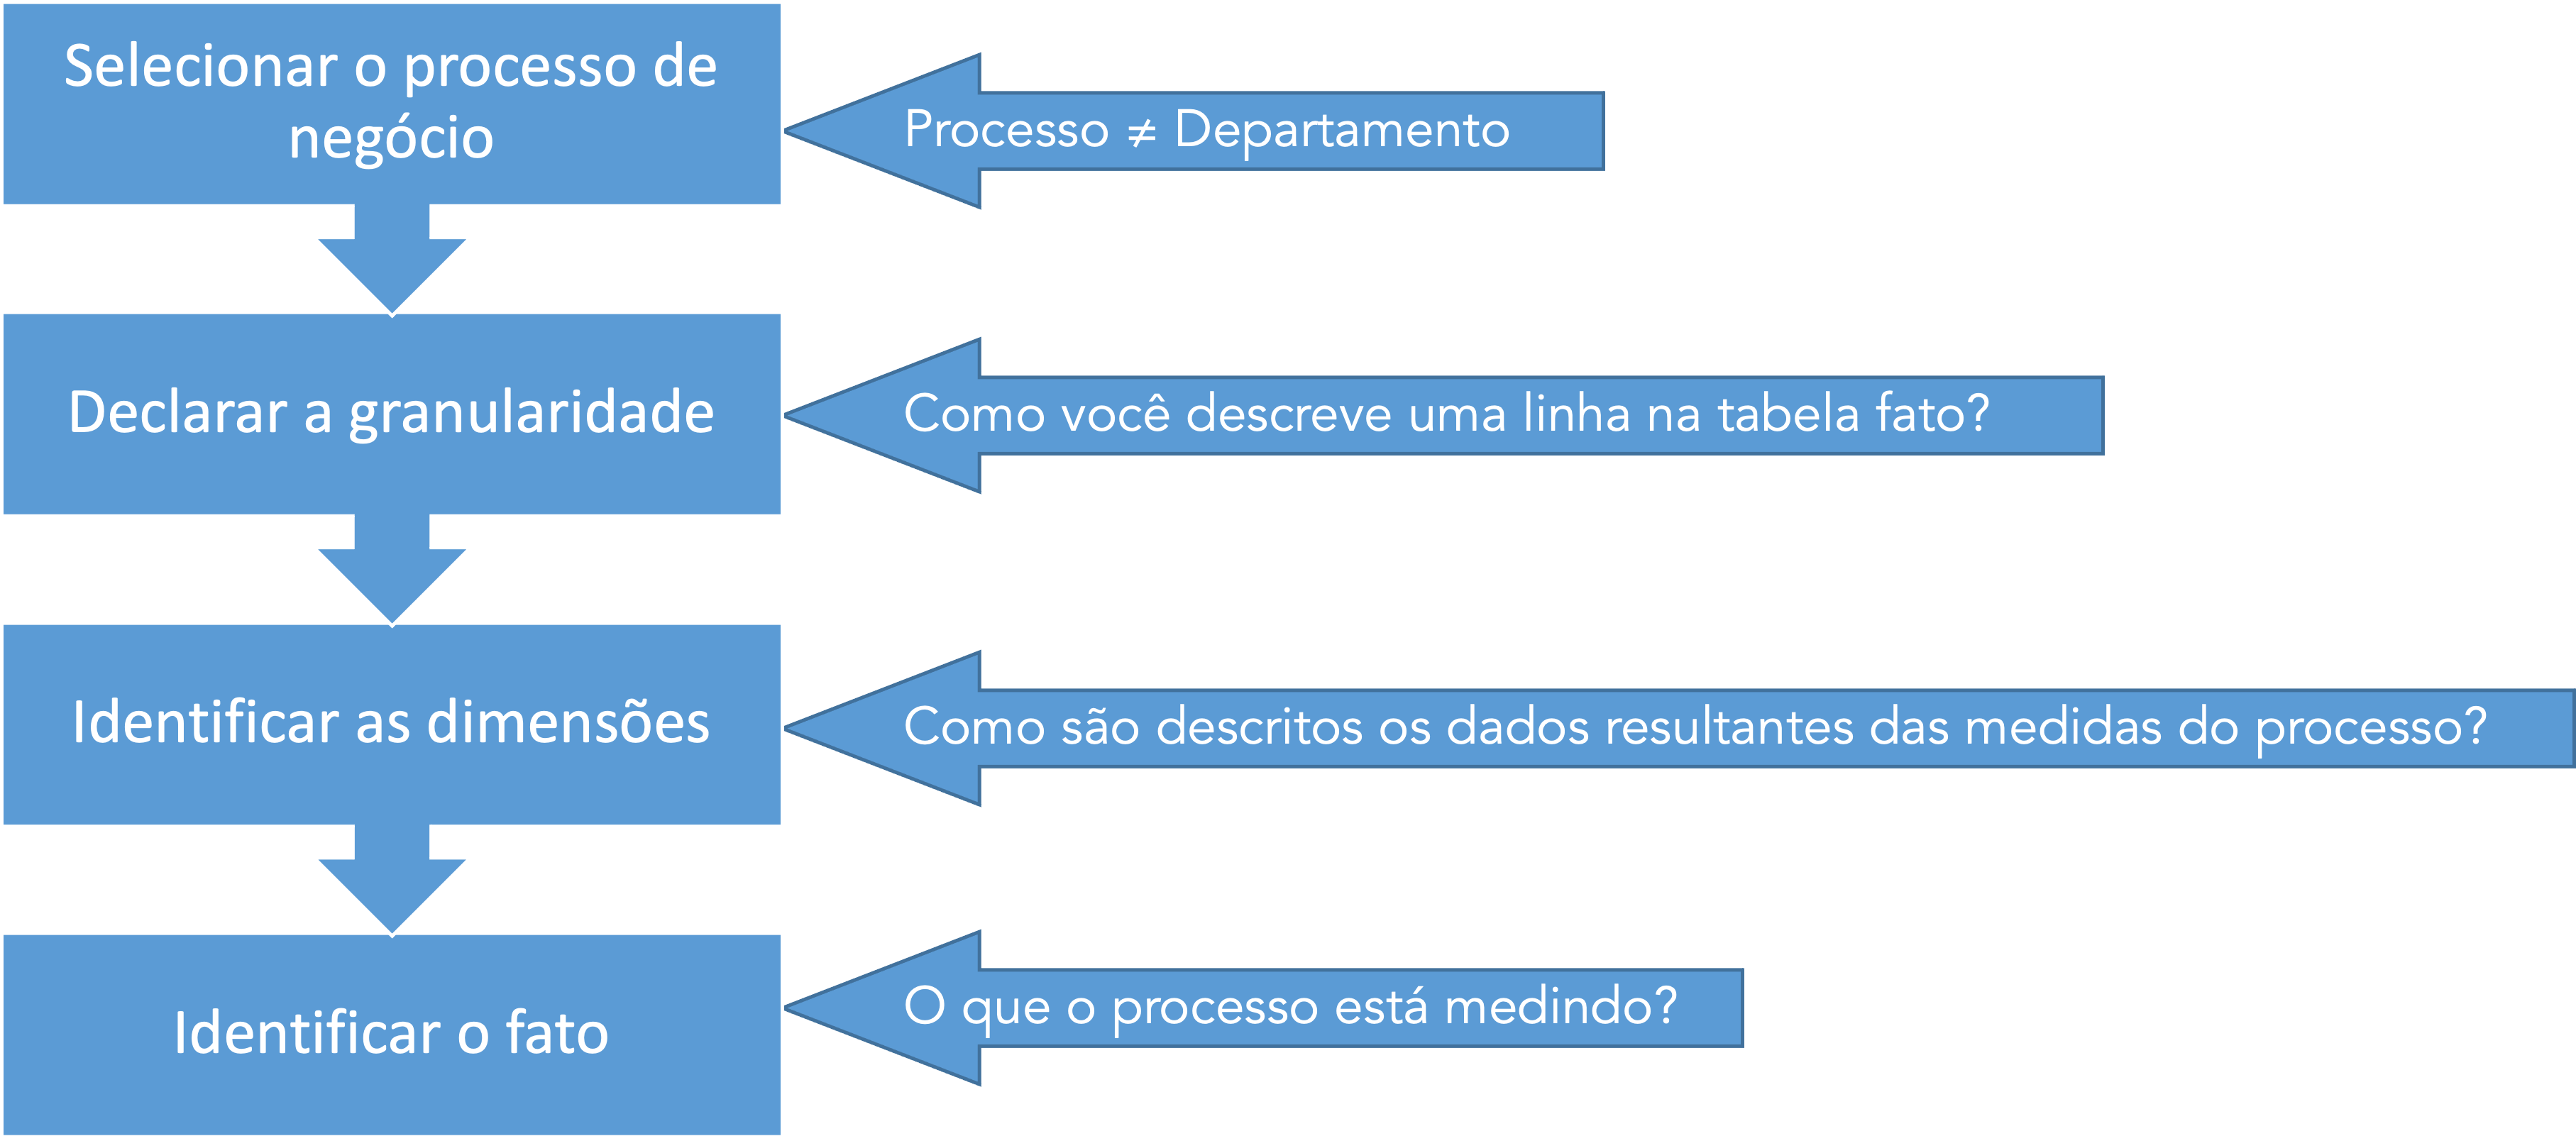 Selecionar o processo de
negócio
Processo ≠ Departamento
Declarar a granularidade
Como você descreve uma linha na tabela fato?
Identificar as dimensões
Como são descritos os dados resultantes das medidas do processo?
Identificar o fato
O que o processo está medindo?